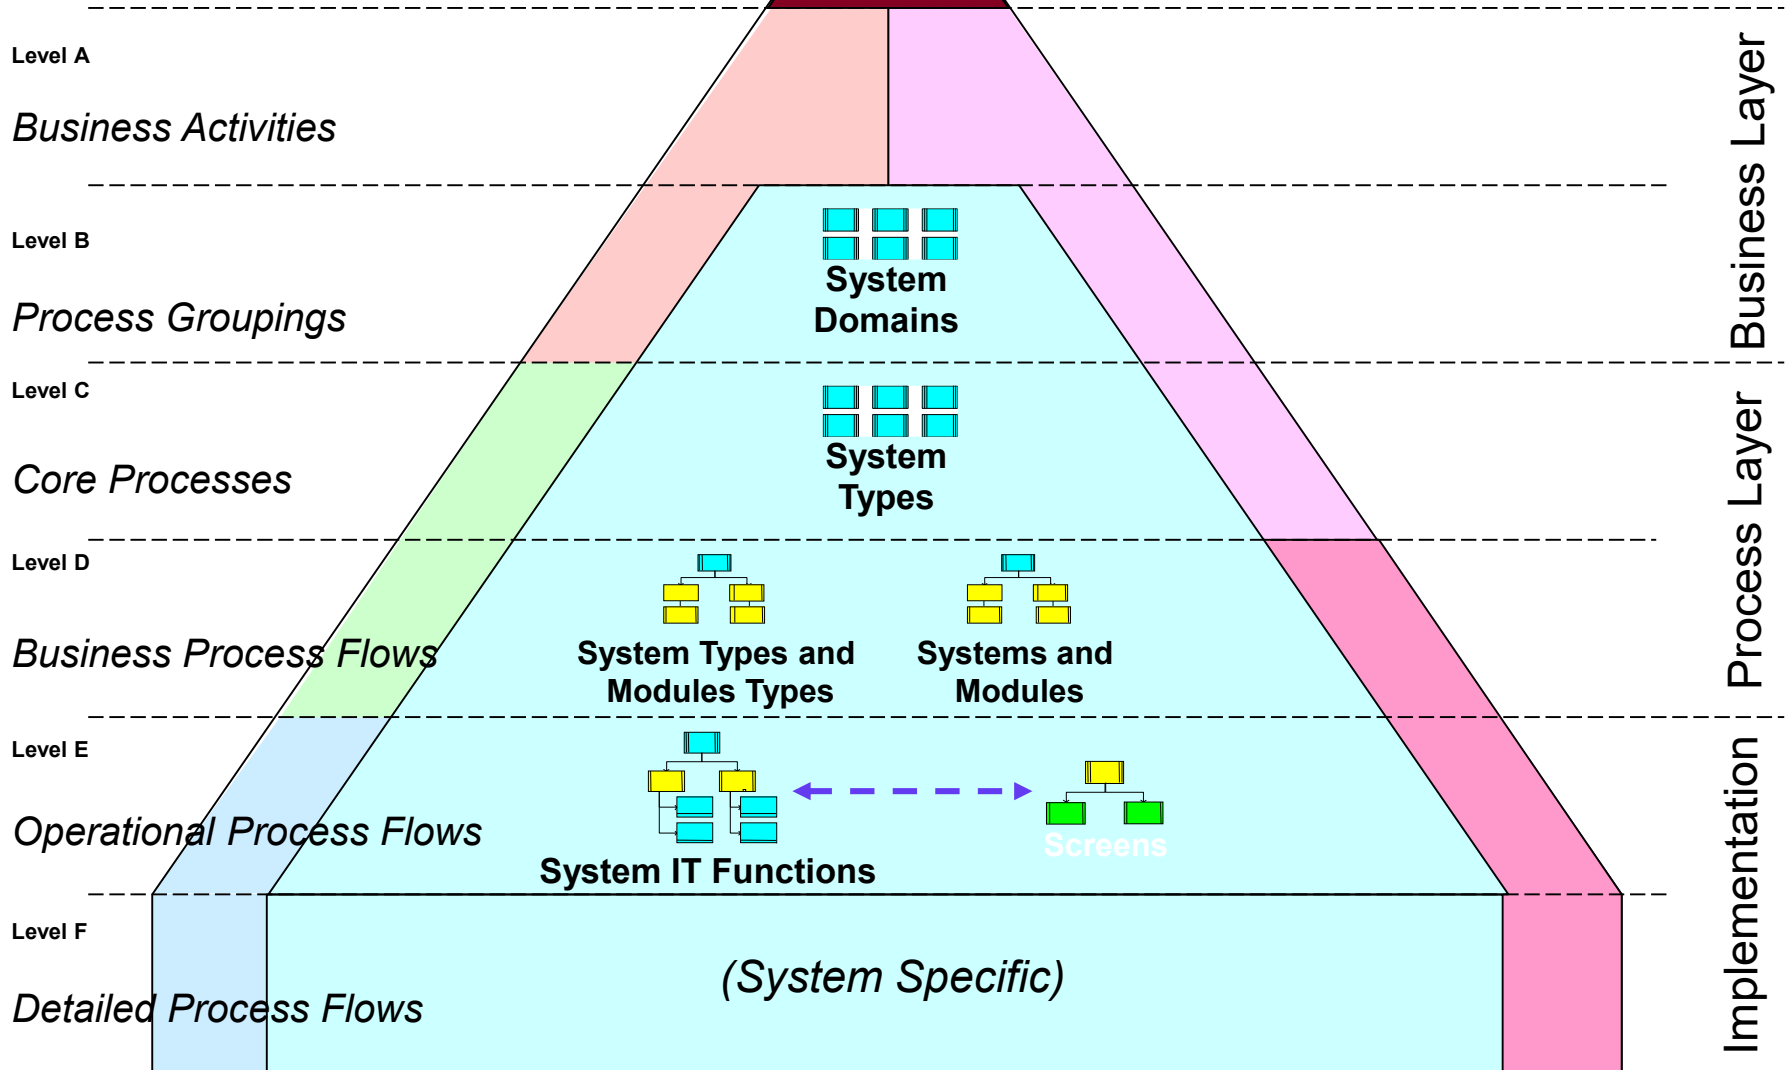 Level A
Business Activities
Level B
Process Groupings
System
Domains
Business Layer
Level C
Core Processes
System
Types
Level D
Business Process Flows
System Types and
Modules Types
Systems and
Modules
Process Layer
Level E
Operational Process Flows
System IT Functions
Screens
Level F
Detailed Process Flows
(System Specific)
Implementation